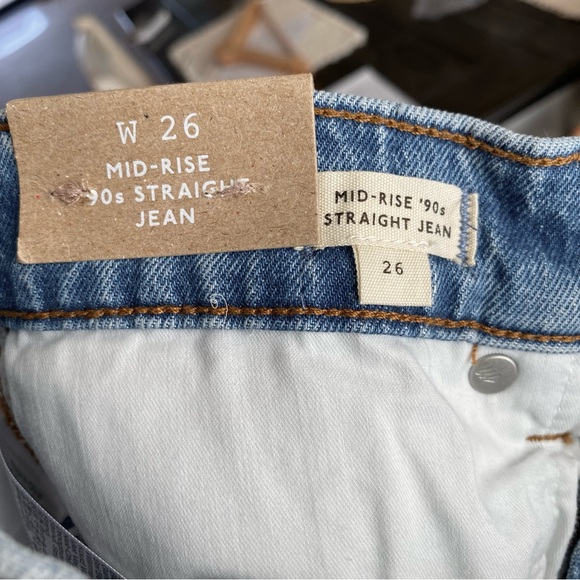 W 26
MID-RISE
'90s STRAIGHT
JEAN
MID-RISE '90s
STRAIGHT JEAN
26